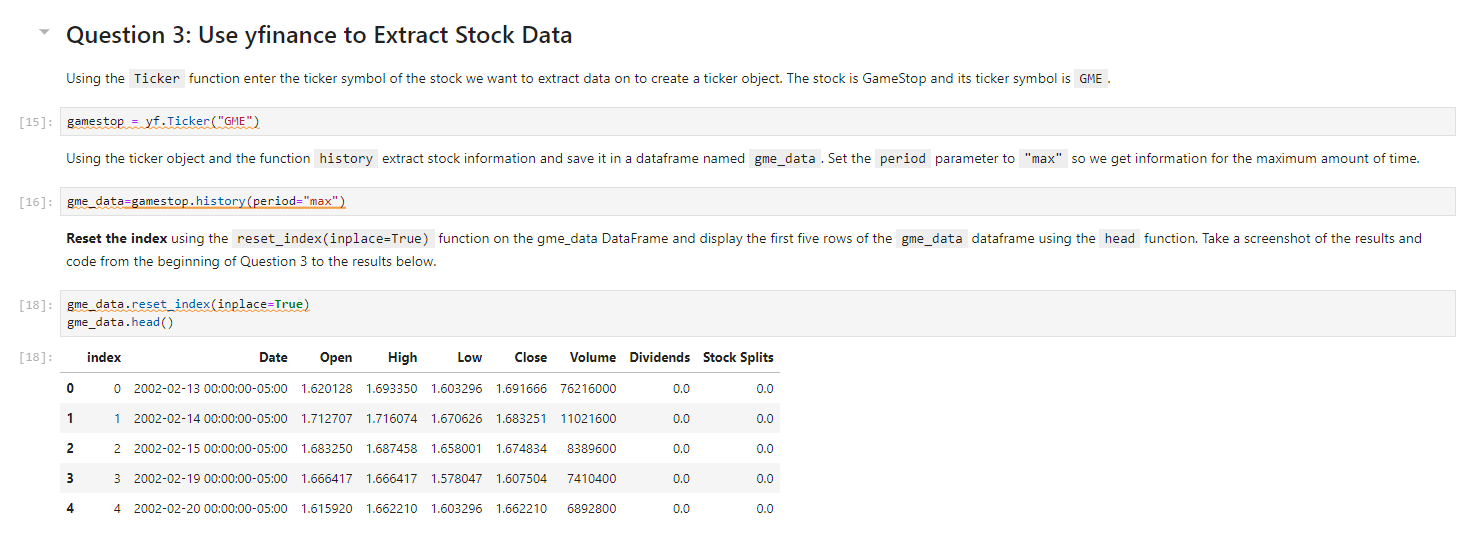 Question 3: Use yfinance to Extract Stock Data
Using the Ticker function enter the ticker symbol of the stock we want to extract data on to create a ticker object. The stock is GameStop and its ticker symbol is GME .
[15]: gamestop = yf.Ticker("GME")
Using the ticker object and the function history extract stock information and save it in a dataframe named gme_data . Set the period parameter to "max" so we get information for the maximum amount of time.
[16]: gme_data=gamestop.history(period="max")
Reset the index using the reset_index(inplace=True) function on the gme_data DataFrame and display the first five rows of the gme_data dataframe using the head function. Take a screenshot of the results and
code from the beginning of Question 3 to the results below.
[18]: gme_data.reset_index(inplace=True)
gme_data.head()
[18]: index Date Open High Low Close Volume Dividends Stock Splits
0 0 2002-02-13 00:00:00-05:00 1.620128 1.693350 1.603296 1.691666 76216000 0.0 0.0
1 1 2002-02-14 00:00:00-05:00 1.712707 1.716074 1.670626 1.683251 11021600 0.0 0.0
2 2 2002-02-15 00:00:00-05:00 1.683250 1.687458 1.658001 1.674834 8389600 0.0 0.0
3 3 2002-02-19 00:00:00-05:00 1.666417 1.666417 1.578047 1.607504 7410400 0.0 0.0
4 4 2002-02-20 00:00:00-05:00 1.615920 1.662210 1.603296 1.662210 6892800 0.0 0.0